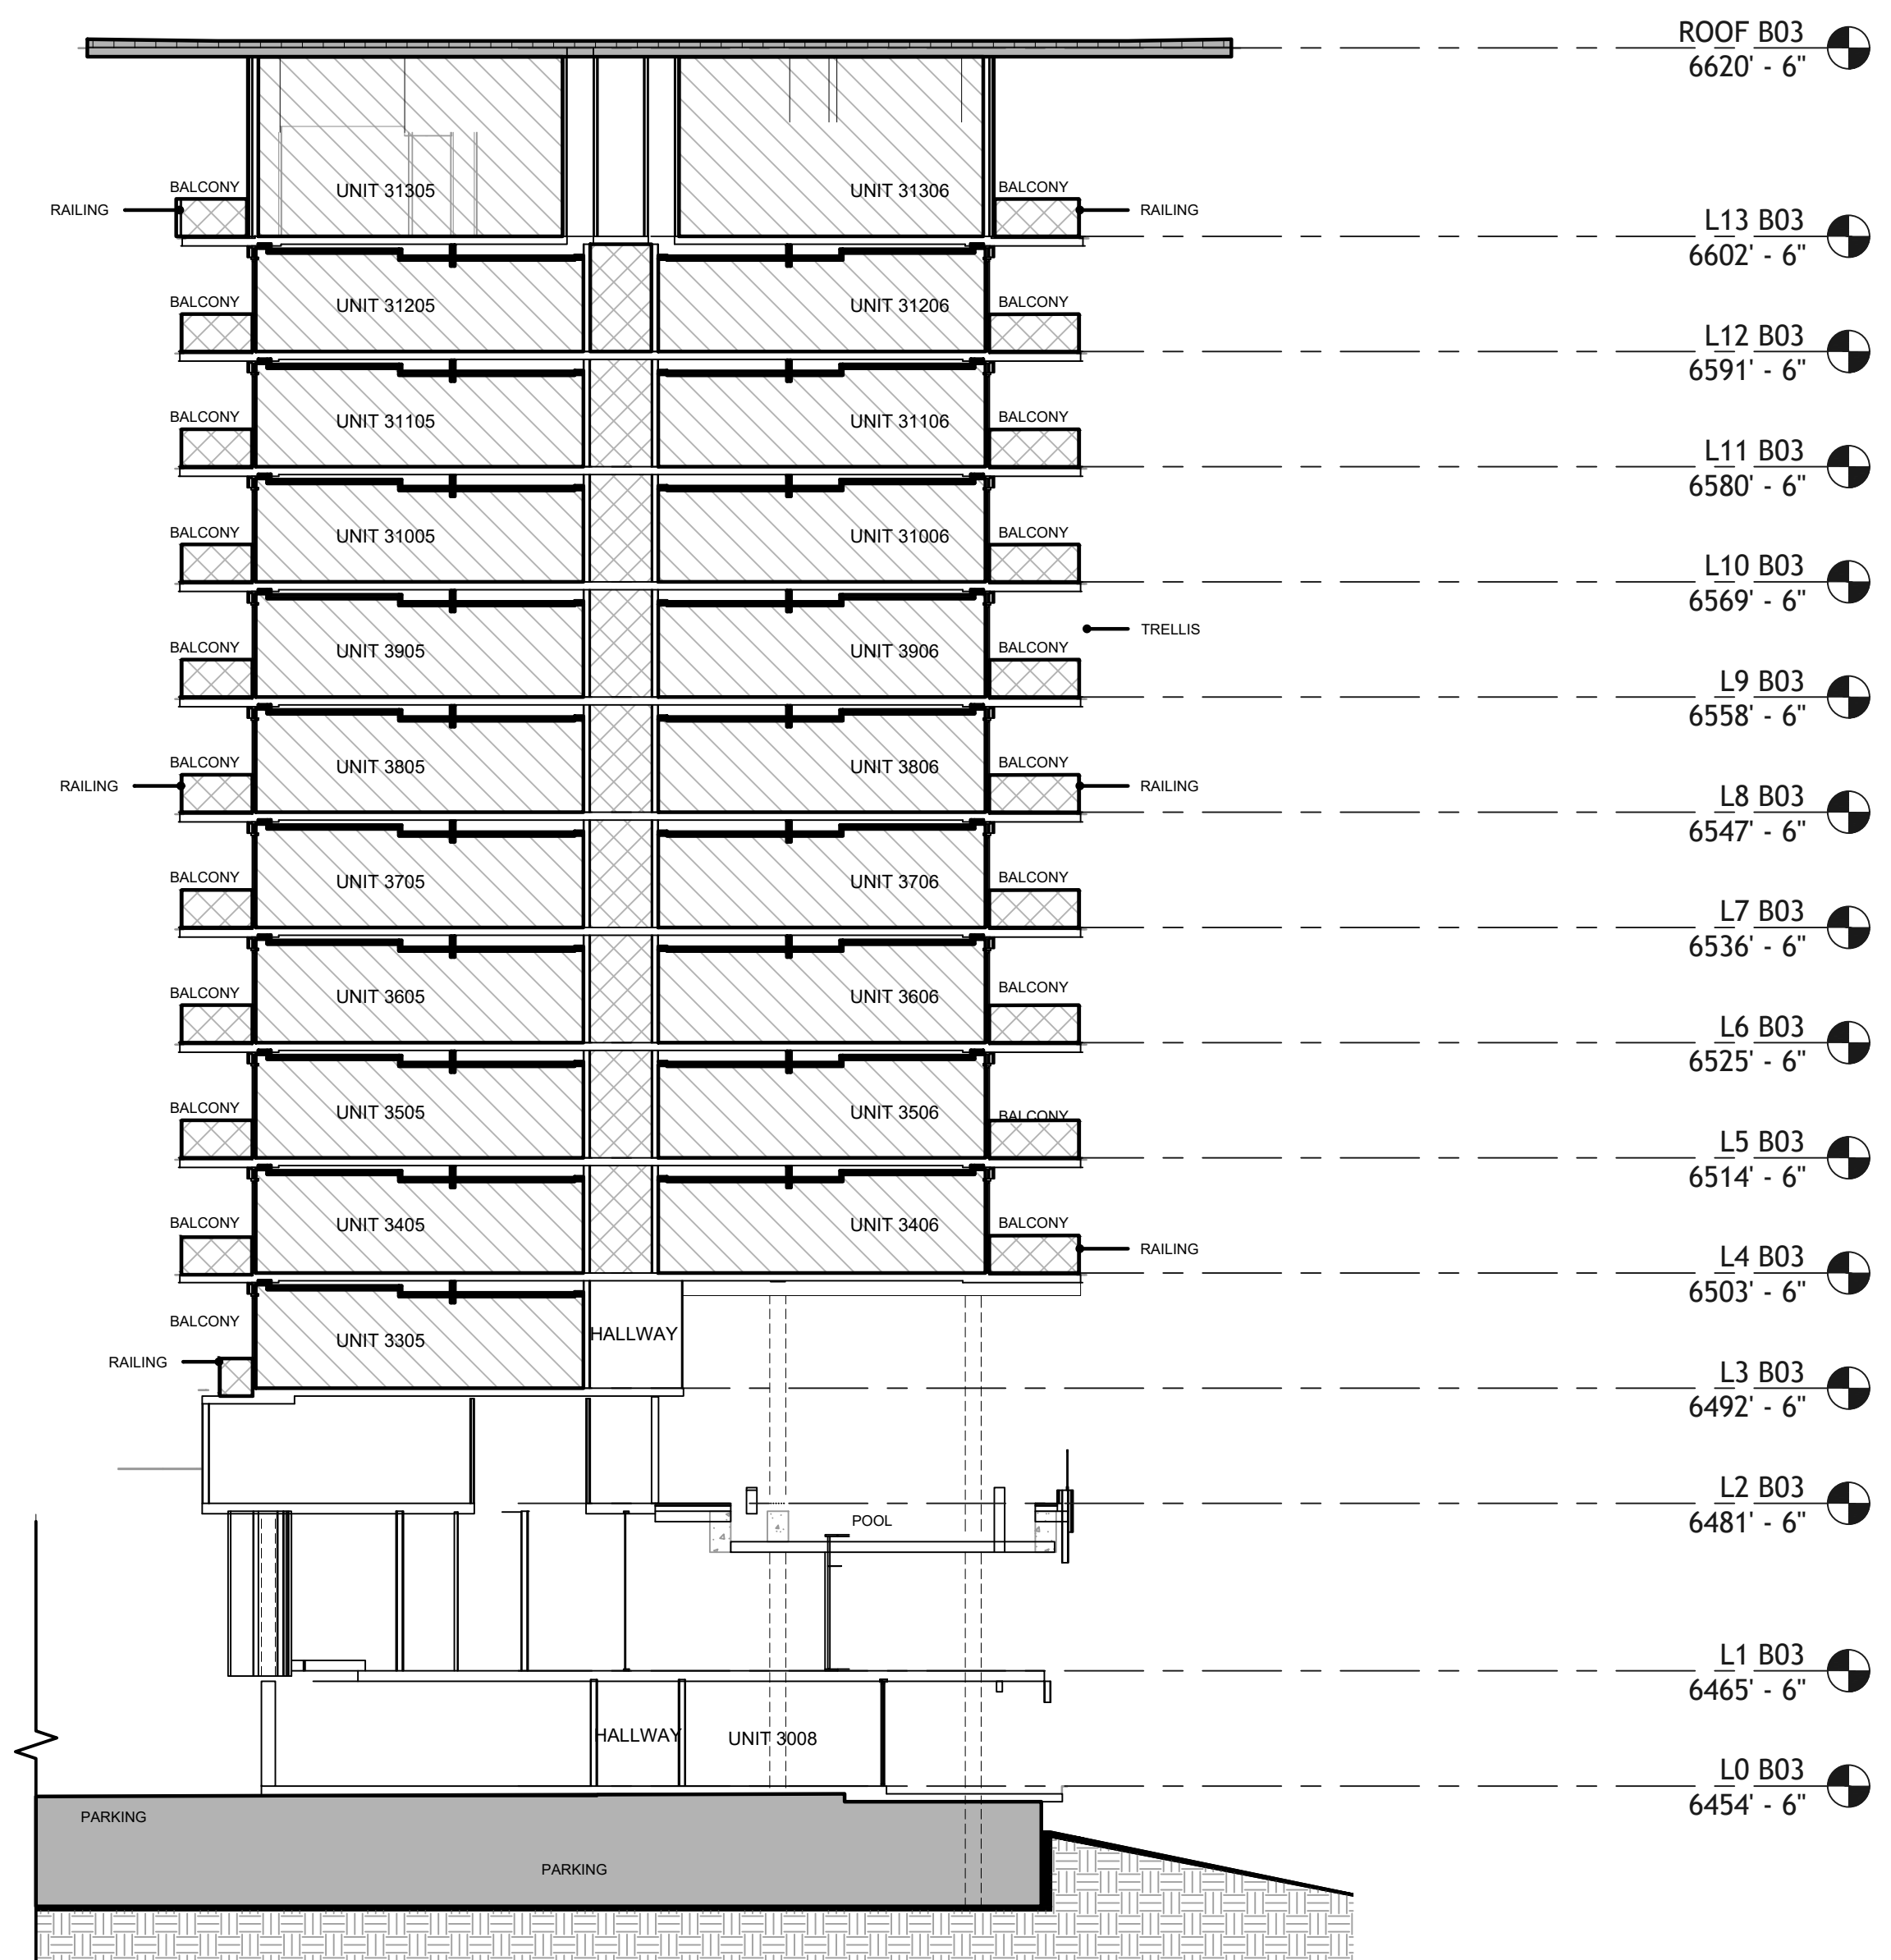 ROOF B03
6620' - 6"
BALCONY
UNIT 31305
UNIT 31306
BALCONY
RAILING
RAILING
L13 B03
6602' - 6"
BALCONY
UNIT 31205
UNIT 31206
BALCONY
L12 B03
6591' - 6"
BALCONY
UNIT 31105
UNIT 31106
BALCONY
L11 B03
6580' - 6"
BALCONY
UNIT 31005
UNIT 31006
BALCONY
L10 B03
6569' - 6"
TRELLIS
BALCONY
UNIT 3905
UNIT 3906
BALCONY
L9 B03
6558' - 6"
BALCONY
UNIT 3805
UNIT 3806
BALCONY
RAILING
RAILING
L8 B03
6547' - 6"
BALCONY
UNIT 3705
UNIT 3706
BALCONY
L7 B03
6536' - 6"
BALCONY
UNIT 3605
UNIT 3606
BALCONY
L6 B03
6525' - 6"
BALCONY
UNIT 3505
UNIT 3506
BALCONY
L5 B03
6514' - 6"
BALCONY
UNIT 3405
UNIT 3406
BALCONY
RAILING
L4 B03
6503' - 6"
BALCONY
UNIT 3305
HALLWAY
RAILING
L3 B03
6492' - 6"
L2 B03
6481' - 6"
POOL
L1 B03
6465' - 6"
HALLWAY
UNIT 3008
L0 B03
6454' - 6"
PARKING
PARKING